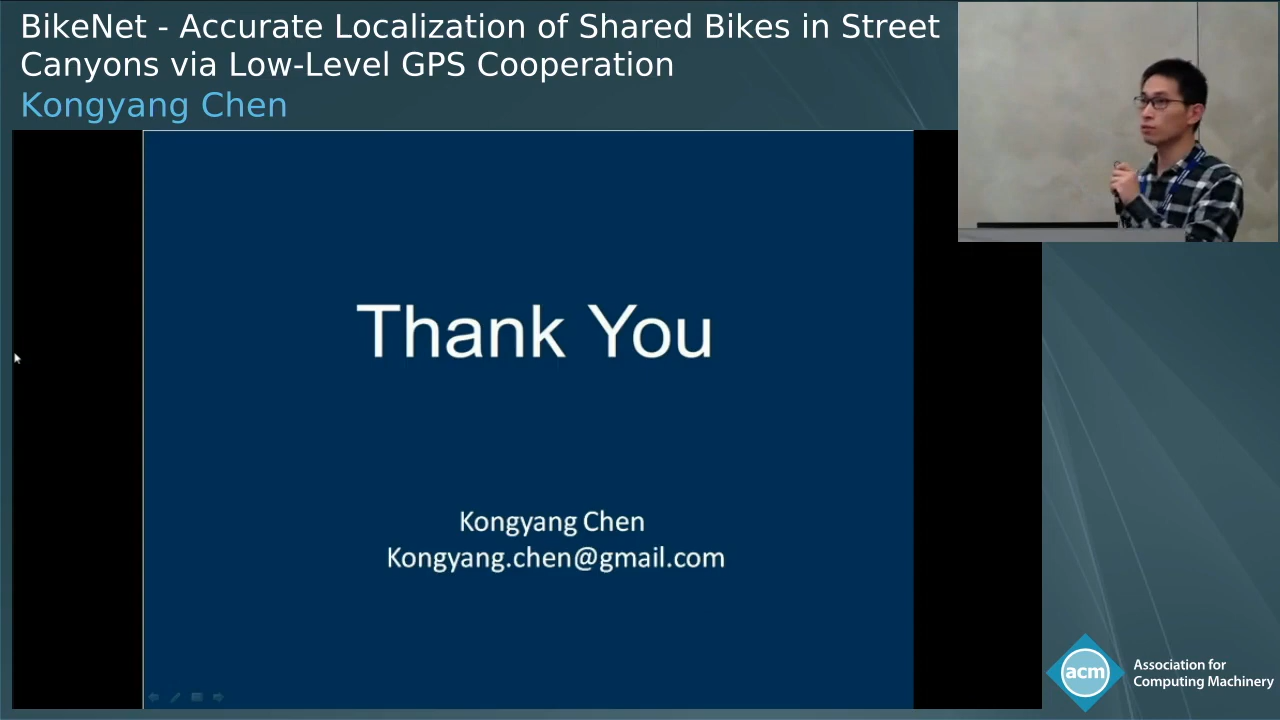 BikeNet - Accurate Localization of Shared Bikes in Street
Canyons via Low-Level GPS Cooperation
Kongyang Chen
Thank You
Kongyang Chen
Kongyang.chen@gmail.com
acm
Association for
Computing Machinery